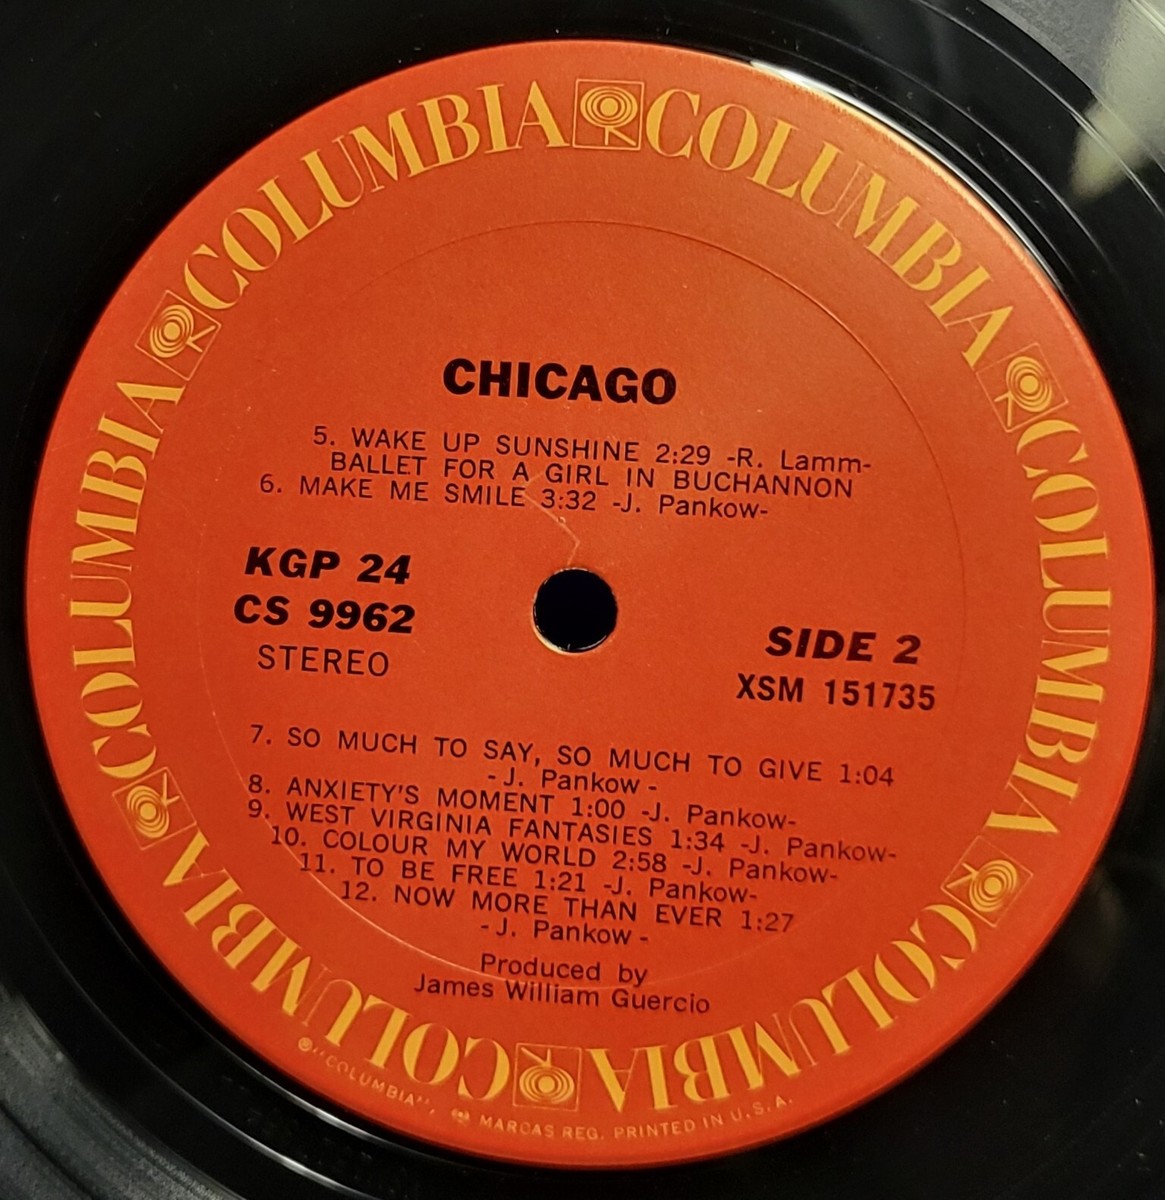 COLUMBIA COLUMBIA COLUMBIA COLUMBIA COLUMBIA COLUMBIA COLUMBIA
CHICAGO
5. WAKE UP SUNSHINE 2:29 -R. Lamm-
BALLET FOR A GIRL IN BUCHANNON
6. MAKE ME SMILE 3:32 -J. Pankow-
KGP 24
CS 9962
STEREO
SIDE 2
XSM 151735
7. SO MUCH TO SAY, SO MUCH TO GIVE 1:04
-J. Pankow-
8. ANXIETY'S MOMENT 1:00 -J. Pankow-
9. WEST VIRGINIA FANTASIES 1:34 -J. Pankow-
10. COLOUR MY WORLD 2:58 -J. Pankow-
11. TO BE FREE 1:21 -J. Pankow-
12. NOW MORE THAN EVER 1:27
-J. Pankow-
Produced by
James William Guercio
®"COLUMBIA", MARCAS REG. PRINTED IN U.S.A.